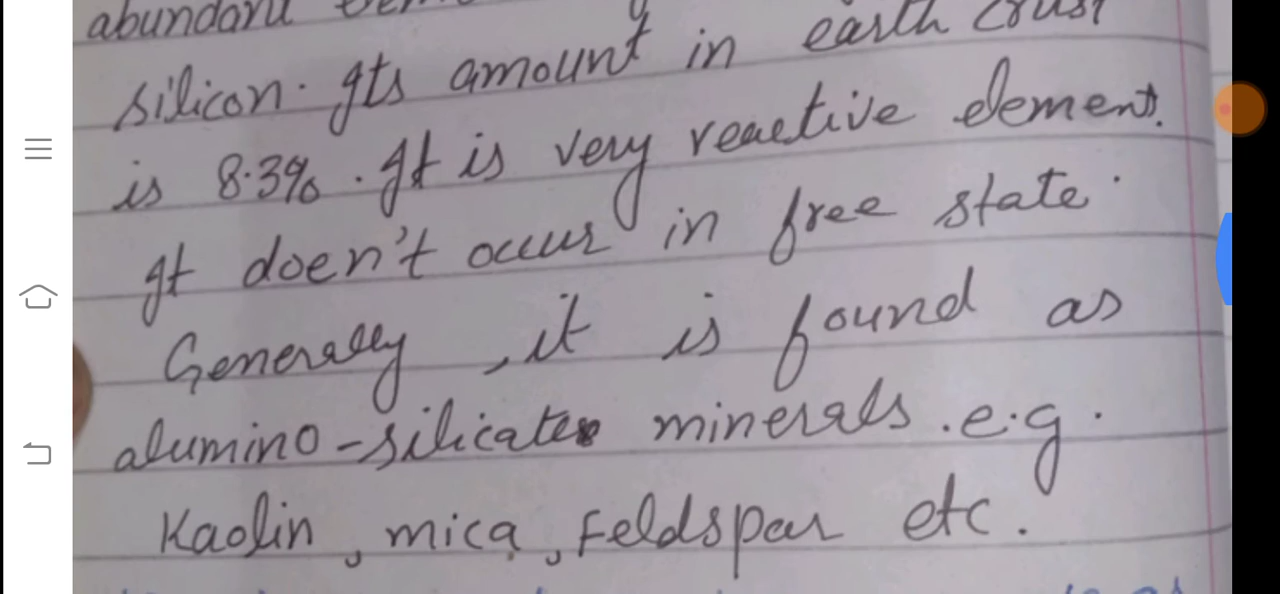 abundant
silicon. Its amount in earth crust
is 8.3%. It is very reactive element.
It doen't occur in free state.
Generally, it is found as
alumino-silicates minerals. e.g.
Kaolin, mica, Feldspar etc.